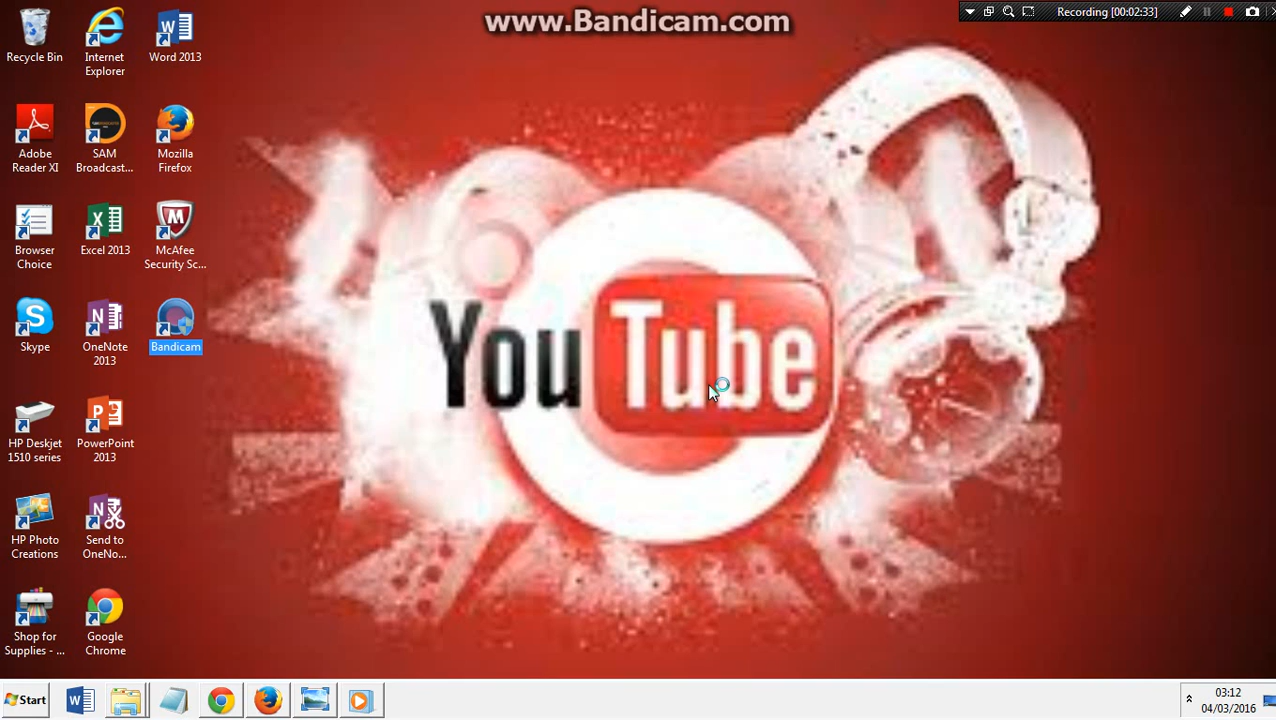 www.Bandicam.com
Recording [00:02:33]
Recycle Bin
Internet
Explorer
Word 2013
Adobe
Reader XI
SAM
Broadcast...
Mozilla
Firefox
Browser
Choice
Excel 2013
McAfee
Security Sc...
Skype
OneNote
2013
Bandicam
HP Deskjet
1510 series
PowerPoint
2013
HP Photo
Creations
Send to
OneNo...
Shop for
Supplies - ...
Google
Chrome
YouTube
Start
03:12
04/03/2016